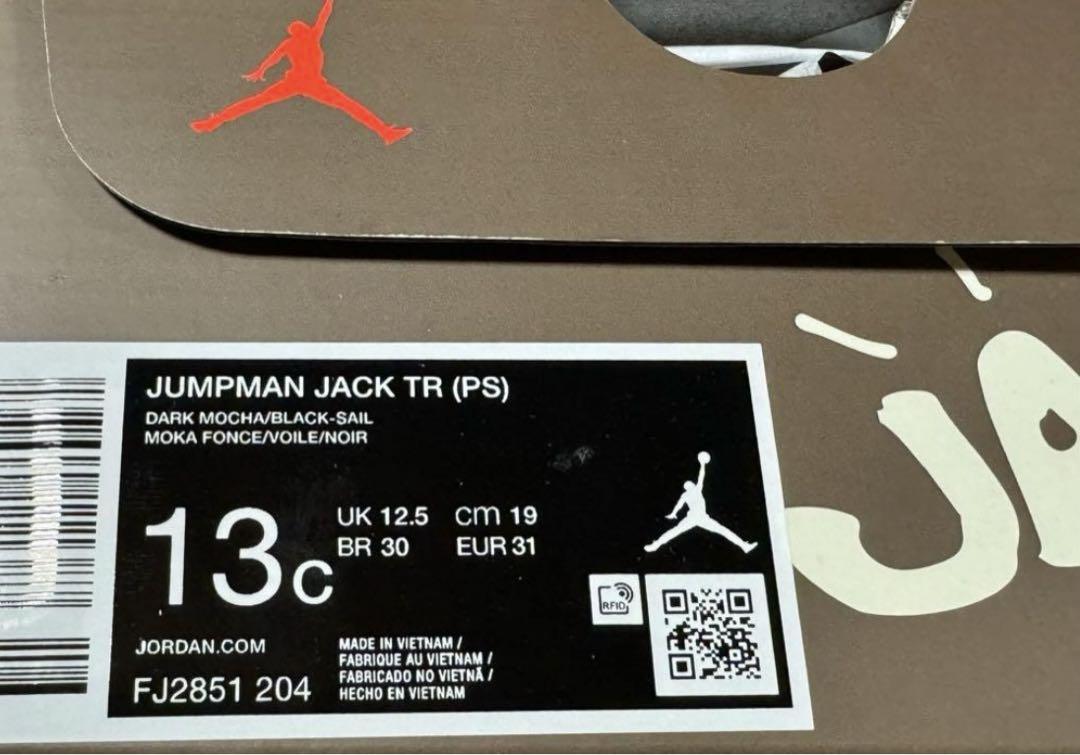 JUMPMAN JACK TR (PS)
DARK MOCHA/BLACK-SAIL
MOKA FONCE/VOILE/NOIR
13C
UK 12.5 CM 19
BR 30 EUR 31
RFID
JORDAN.COM
FJ2851 204
MADE IN VIETNAM /
FABRIQUE AU VIETNAM /
FABRICADO NO VIETNÃ /
HECHO EN VIETNAM
JA